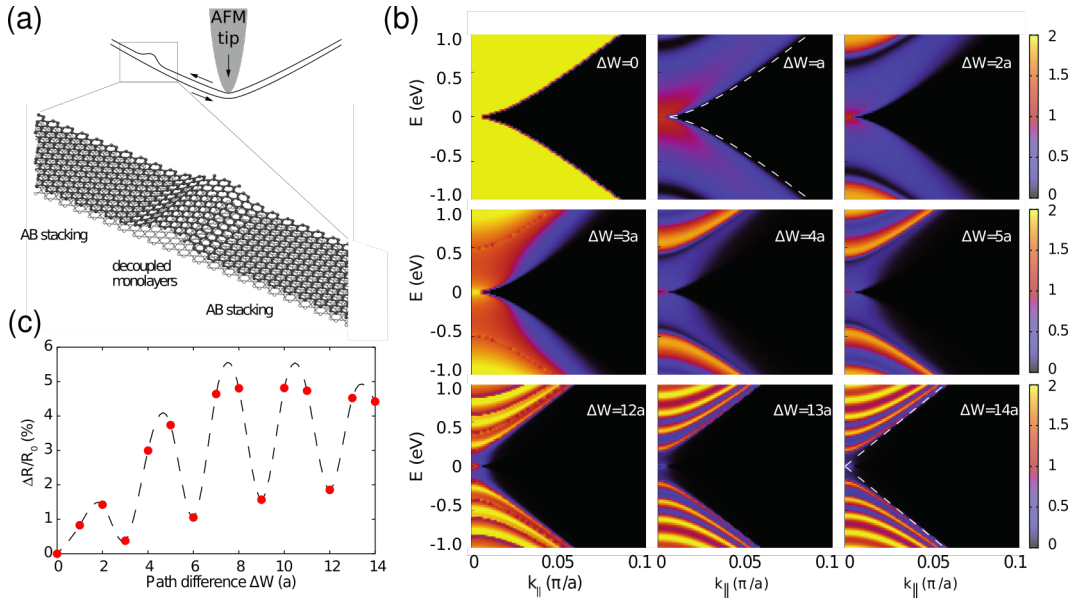 (a)
AFM
tip
AB stacking
decoupled
monolayers
AB stacking
(b)
E (eV)
1.0
0.5
0
-0.5
-1.0
ΔW=0
ΔW=a
ΔW=2a
2
1.5
1
0.5
0
E (eV)
1.0
0.5
0
-0.5
-1.0
ΔW=3a
ΔW=4a
ΔW=5a
2
1.5
1
0.5
0
E (eV)
1.0
0.5
0
-0.5
-1.0
ΔW=12a
ΔW=13a
ΔW=14a
2
1.5
1
0.5
0
0 0.05 0.1
0 0.05 0.1
0 0.05 0.1
k|| (π/a)
k|| (π/a)
k|| (π/a)
(c)
ΔR/R0 (%)
6
5
4
3
2
1
0
0 2 4 6 8 10 12 14
Path difference ΔW (a)